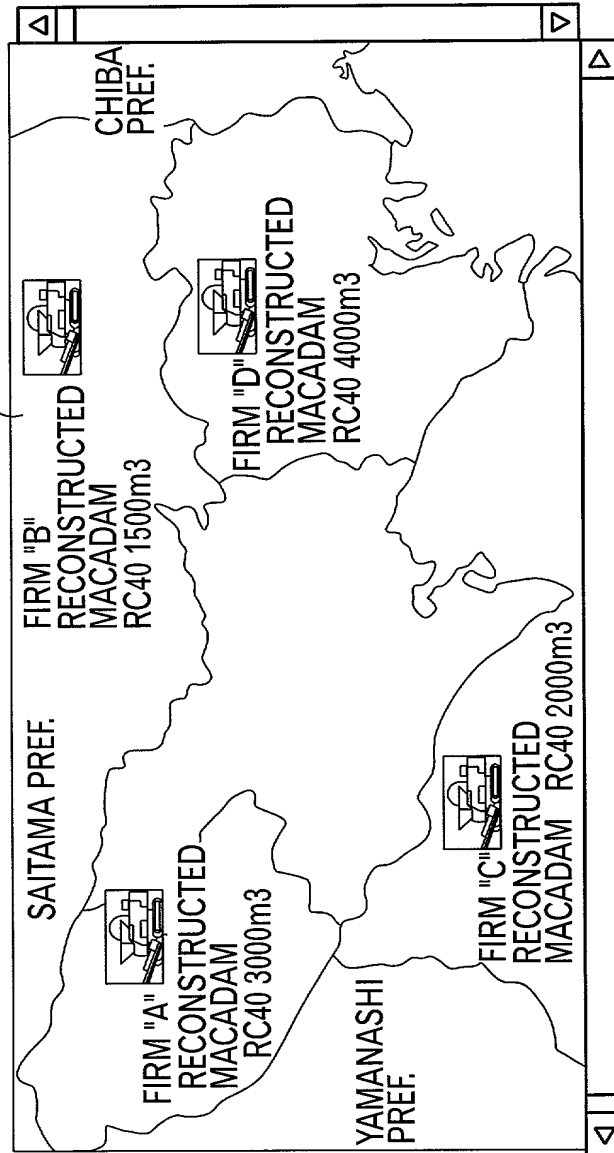 SAITAMA PREF.
FIRM "B"
RECONSTRUCTED
MACADAM
RC40 1500m3
CHIBA
PREF.
FIRM "A"
RECONSTRUCTED
MACADAM
RC40 3000m3
FIRM "D"
RECONSTRUCTED
MACADAM
RC40 4000m3
YAMANASHI
PREF.
FIRM "C"
RECONSTRUCTED
MACADAM RC40 2000m3